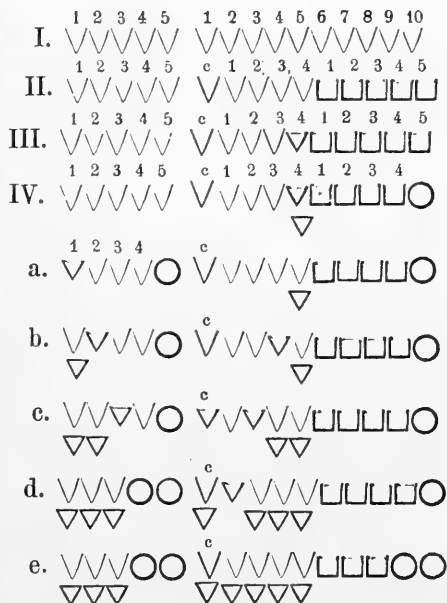 1 2 3 4 5 1 2 3 4 5 6 7 8 9 10
I.
1 2 3 4 5 c 1 2 3 4 1 2 3 4 5
II.
1 2 3 4 5 c 1 2 3 4 1 2 3 4 5
III.
1 2 3 4 5 c 1 2 3 4 1 2 3 4
IV.
1 2 3 4 c
a.
c
b.
c
c.
c
d.
c
e.